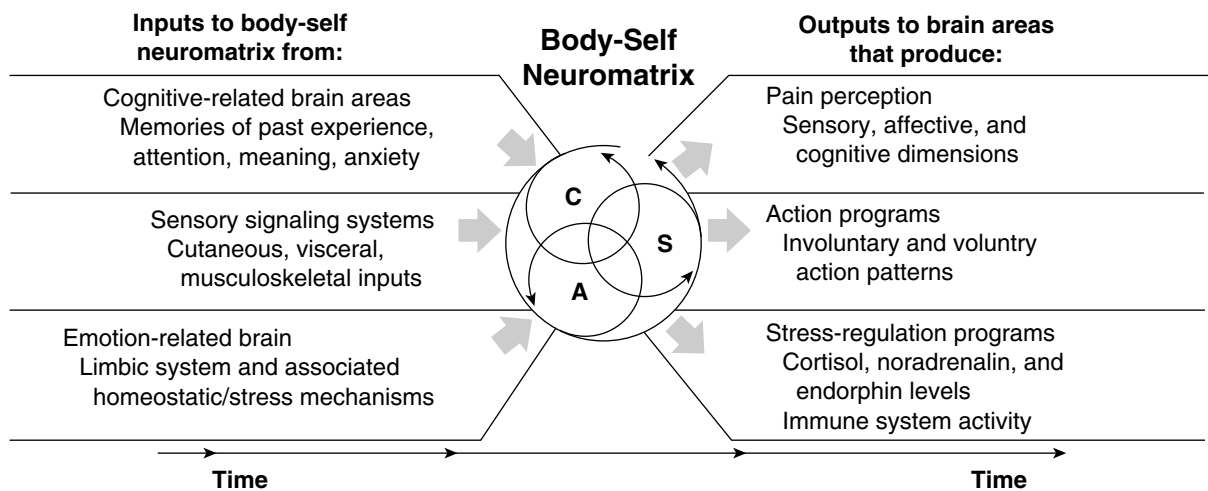 Inputs to body-self
neuromatrix from:
Body-Self
Neuromatrix
Outputs to brain areas
that produce:
Cognitive-related brain areas
Memories of past experience,
attention, meaning, anxiety
Sensory signaling systems
Cutaneous, visceral,
musculoskeletal inputs
Emotion-related brain
Limbic system and associated
homeostatic/stress mechanisms
C
S
A
Pain perception
Sensory, affective, and
cognitive dimensions
Action programs
Involuntary and voluntry
action patterns
Stress-regulation programs
Cortisol, noradrenalin, and
endorphin levels
Immune system activity
Time
Time